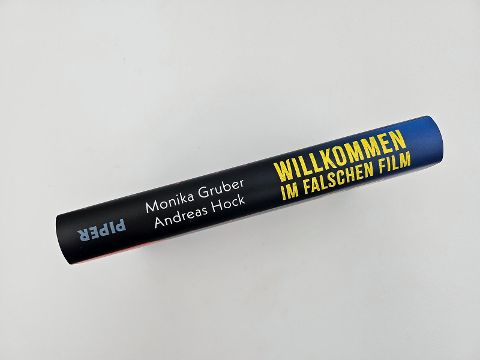 Monika Gruber
Andreas Hock
WILLKOMMEN
IM FALSCHEN FILM
PIPER